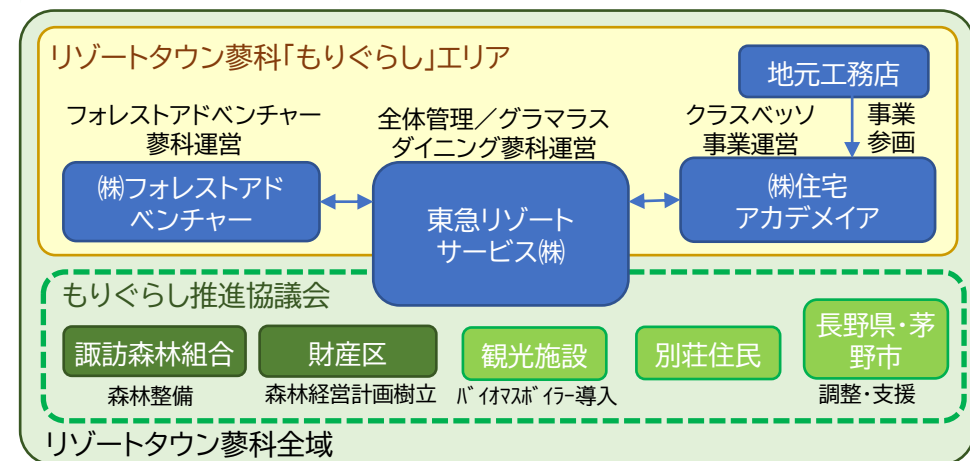 リゾートタウン蓼科「もりぐらし」エリア
地元工務店
フォレストアドベンチャー
蓼科運営
全体管理／グラマラス
ダイニング蓼科運営
クラスベッソ
事業運営
事業
参画
㈱フォレストアド
ベンチャー
東急リゾート
サービス㈱
㈱住宅
アカデメイア
もりぐらし推進協議会
諏訪森林組合
森林整備
財産区
森林経営計画樹立
観光施設
ﾊﾞｲｵﾏｽﾎﾞｲﾗｰ導入
別荘住民
長野県・茅
野市
調整・支援
リゾートタウン蓼科全域